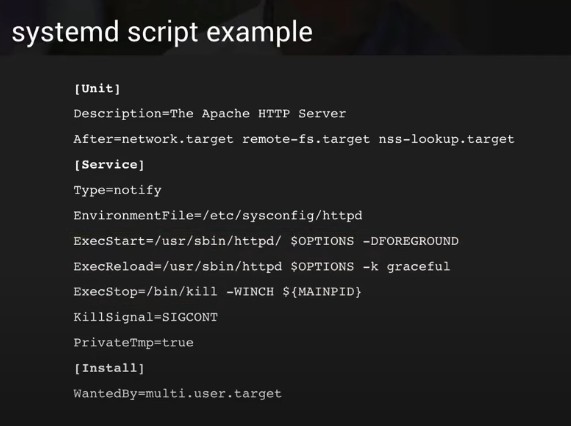 systemd script example
[Unit]
Description=The Apache HTTP Server
After=network.target remote-fs.target nss-lookup.target
[Service]
Type=notify
EnvironmentFile=/etc/sysconfig/httpd
ExecStart=/usr/sbin/httpd/ $OPTIONS -DFOREGROUND
ExecReload=/usr/sbin/httpd $OPTIONS -k graceful
ExecStop=/bin/kill -WINCH ${MAINPID}
KillSignal=SIGCONT
PrivateTmp=true
[Install]
WantedBy=multi.user.target